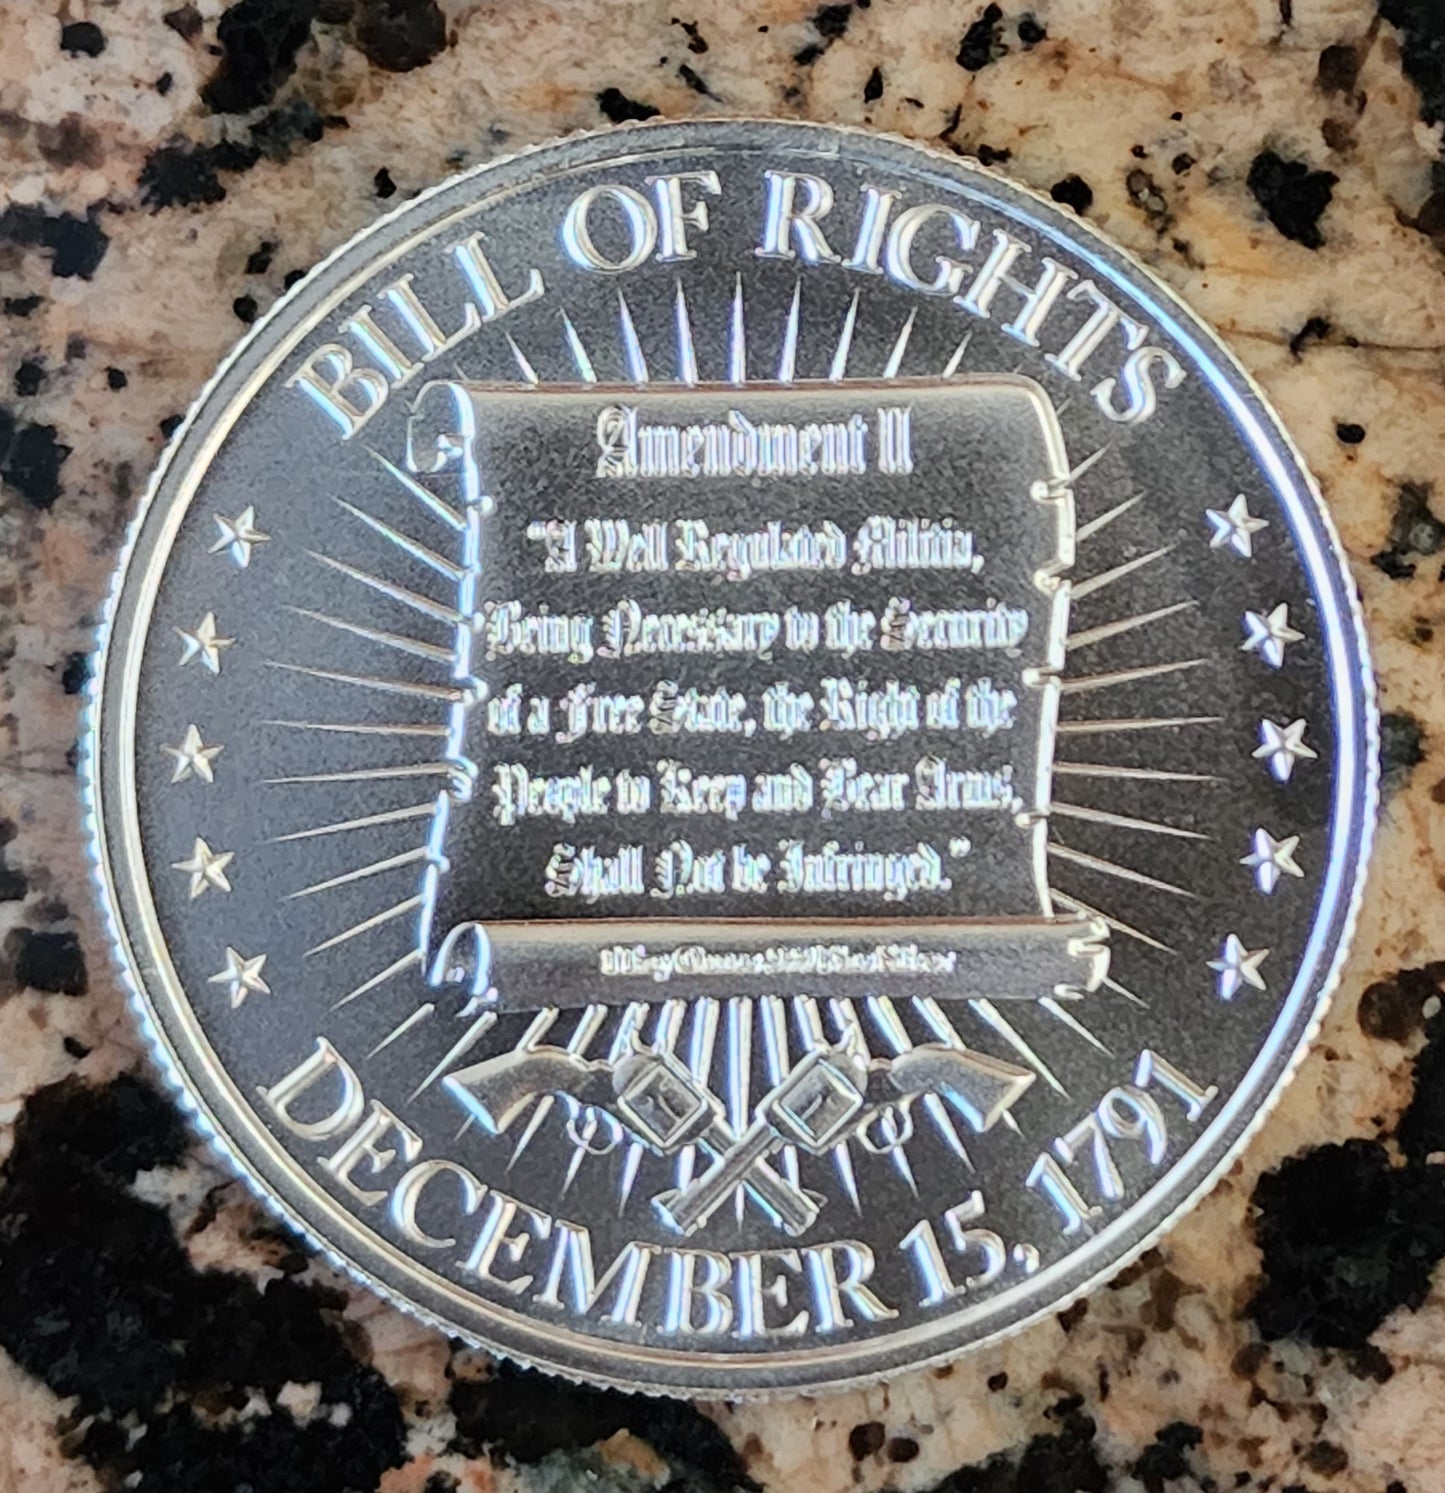 BILL OF RIGHTS
Amendment II
"A Well Regulated Militia,
Being Necessary to the Security
of a Free State, the Right of the
People to Keep and Bear Arms,
Shall Not be Infringed."
DECEMBER 15, 1791